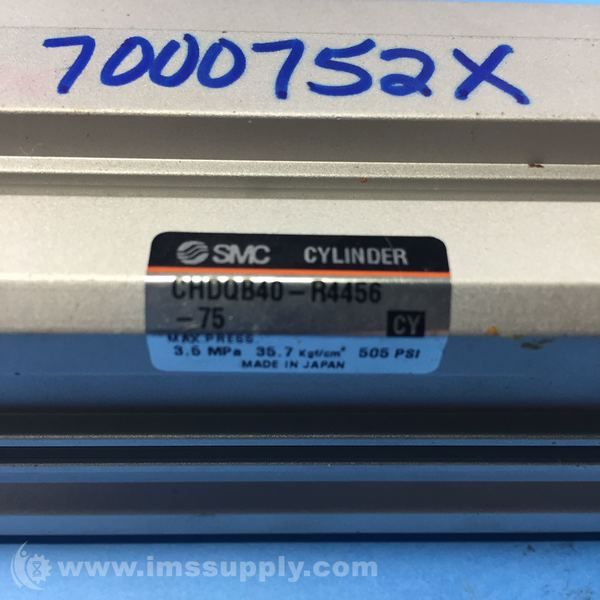 7000752X
SMC CYLINDER
CHDQB40-R4456
-75
CY
MAX PRESS.
3.5 MPa 35.7 Kgf/cm² 505 PSI
MADE IN JAPAN
www.imssupply.com